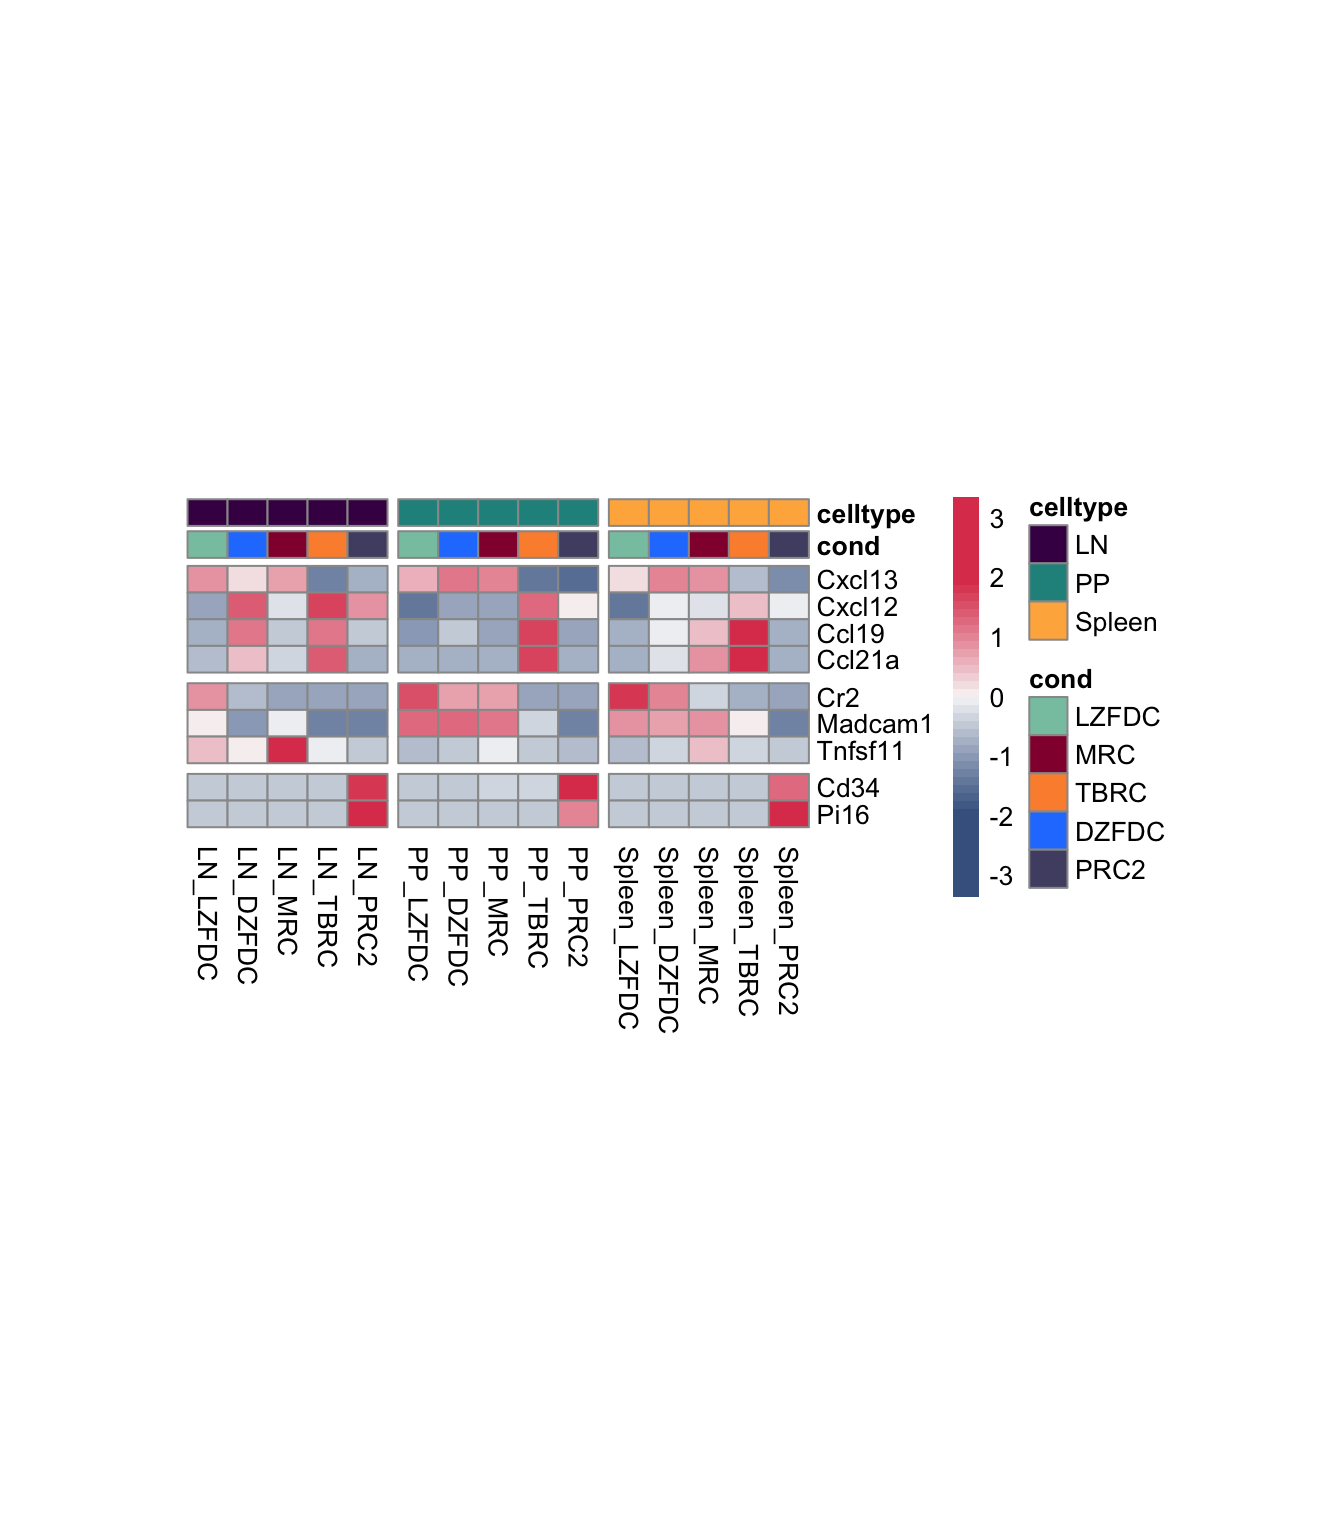 celltype
cond
Cxcl13
Cxcl12
Ccl19
Ccl21a
Cr2
Madcam1
Tnfsf11
Cd34
Pi16
LN_LZFDC
LN_DZFDC
LN_MRC
LN_TBRC
LN_PRC2
PP_LZFDC
PP_DZFDC
PP_MRC
PP_TBRC
PP_PRC2
Spleen_LZFDC
Spleen_DZFDC
Spleen_MRC
Spleen_TBRC
Spleen_PRC2
3
2
1
0
-1
-2
-3
celltype
LN
PP
Spleen
cond
LZFDC
MRC
TBRC
DZFDC
PRC2